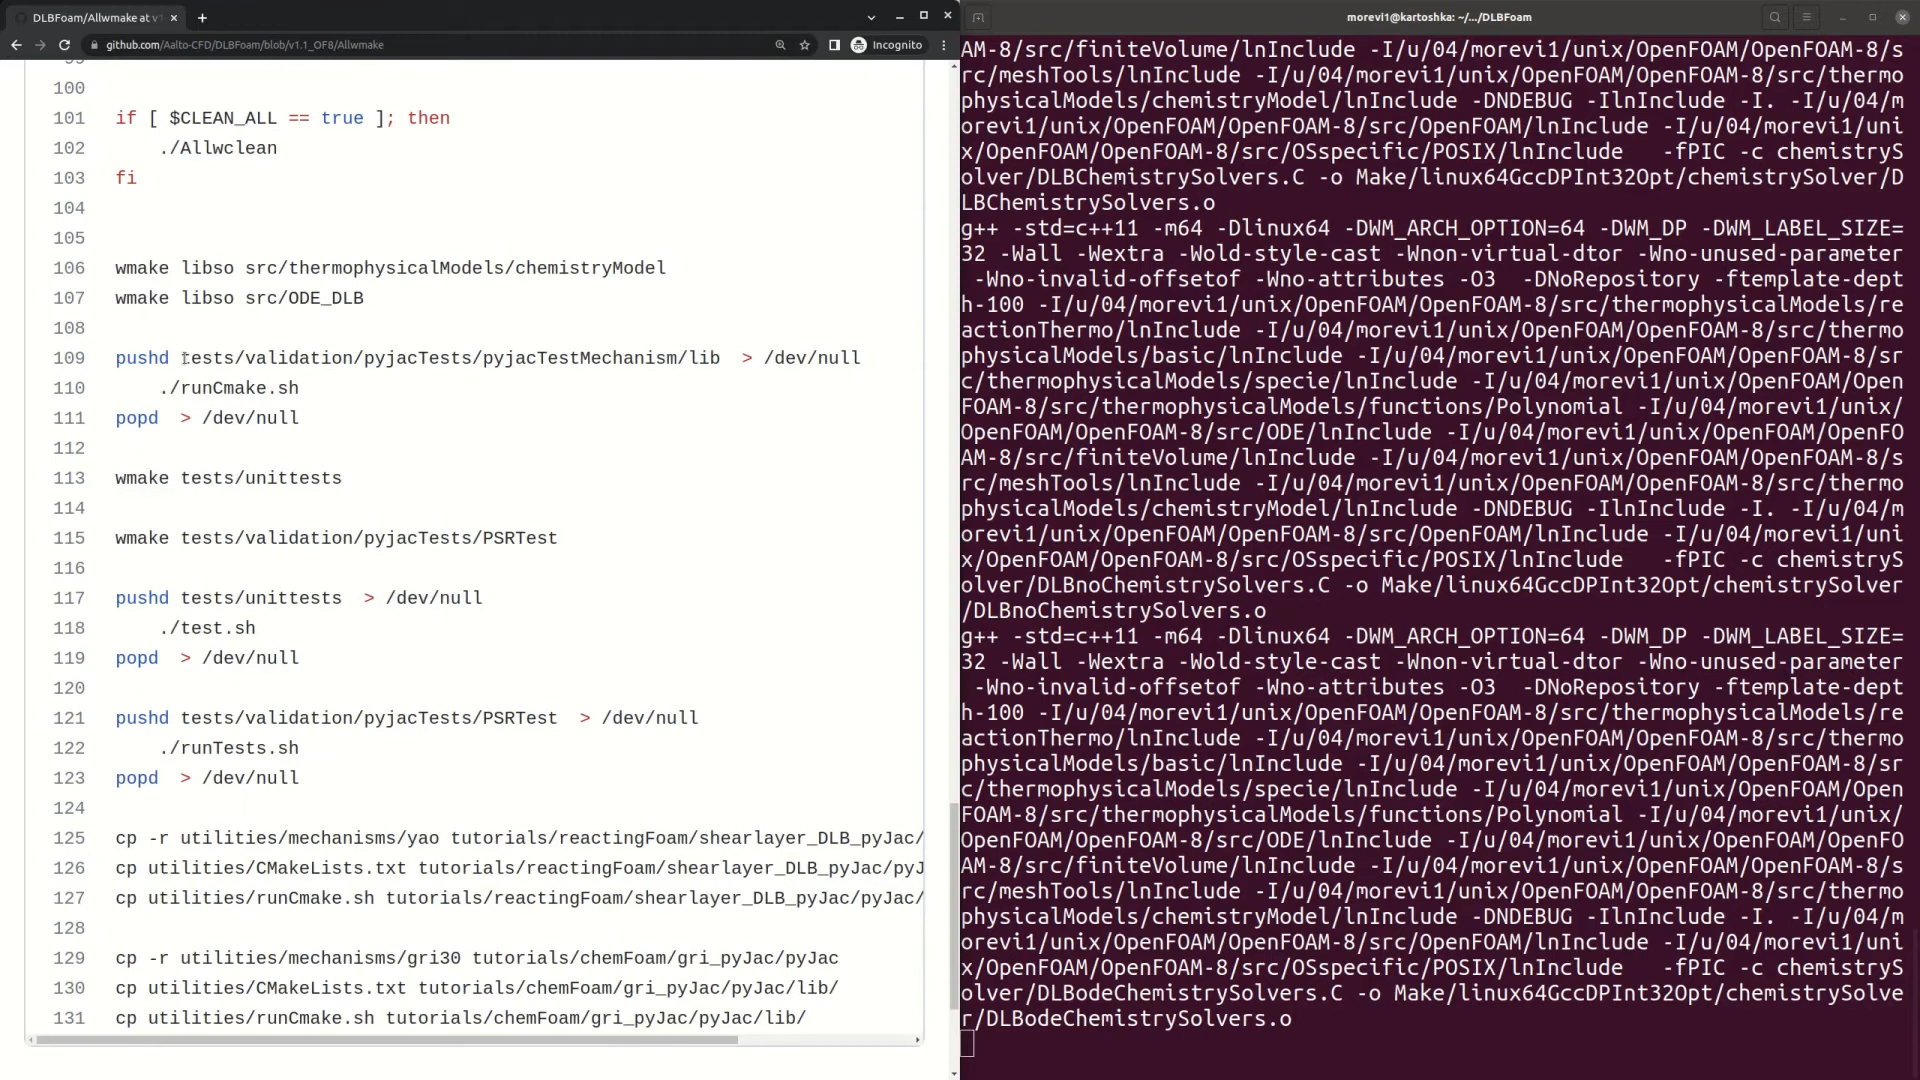 DLBFoam/Allwmake at v1
github.com/Aalto-CFD/DLBFoam/blob/v1.1_OF8/Allwmake
Incognito
99
100
101 if [ $CLEAN_ALL == true ]; then
102 ./Allwclean
103 fi
104
105
106 wmake libso src/thermophysicalModels/chemistryModel
107 wmake libso src/ODE_DLB
108
109 pushd tests/validation/pyjacTests/pyjacTestMechanism/lib > /dev/null
110 ./runCmake.sh
111 popd > /dev/null
112
113 wmake tests/unittests
114
115 wmake tests/validation/pyjacTests/PSRTest
116
117 pushd tests/unittests > /dev/null
118 ./test.sh
119 popd > /dev/null
120
121 pushd tests/validation/pyjacTests/PSRTest > /dev/null
122 ./runTests.sh
123 popd > /dev/null
124
125 cp -r utilities/mechanisms/yao tutorials/reactingFoam/shearlayer_DLB_pyJac/
126 cp utilities/CMakeLists.txt tutorials/reactingFoam/shearlayer_DLB_pyJac/pyJ
127 cp utilities/runCmake.sh tutorials/reactingFoam/shearlayer_DLB_pyJac/pyJac/
128
129 cp -r utilities/mechanisms/gri30 tutorials/chemFoam/gri_pyJac/pyJac
130 cp utilities/CMakeLists.txt tutorials/chemFoam/gri_pyJac/pyJac/lib/
131 cp utilities/runCmake.sh tutorials/chemFoam/gri_pyJac/pyJac/lib/
morevi1@kartoshka: ~/.../DLBFoam
AM-8/src/finiteVolume/lnInclude -I/u/04/morevi1/unix/OpenFOAM/OpenFOAM-8/s
rc/meshTools/lnInclude -I/u/04/morevi1/unix/OpenFOAM/OpenFOAM-8/src/thermo
physicalModels/chemistryModel/lnInclude -DNDEBUG -IlnInclude -I. -I/u/04/m
orevi1/unix/OpenFOAM/OpenFOAM-8/src/OpenFOAM/lnInclude -I/u/04/morevi1/uni
x/OpenFOAM/OpenFOAM-8/src/OSspecific/POSIX/lnInclude   -fPIC -c chemistryS
olver/DLBChemistrySolvers.C -o Make/linux64GccDPInt32Opt/chemistrySolver/D
LBChemistrySolvers.o
g++ -std=c++11 -m64 -Dlinux64 -DWM_ARCH_OPTION=64 -DWM_DP -DWM_LABEL_SIZE=
32 -Wall -Wextra -Wold-style-cast -Wnon-virtual-dtor -Wno-unused-parameter
-Wno-invalid-offsetof -Wno-attributes -O3  -DNoRepository -ftemplate-dept
h-100 -I/u/04/morevi1/unix/OpenFOAM/OpenFOAM-8/src/thermophysicalModels/re
actionThermo/lnInclude -I/u/04/morevi1/unix/OpenFOAM/OpenFOAM-8/src/thermo
physicalModels/basic/lnInclude -I/u/04/morevi1/unix/OpenFOAM/OpenFOAM-8/sr
c/thermophysicalModels/specie/lnInclude -I/u/04/morevi1/unix/OpenFOAM/Open
FOAM-8/src/thermophysicalModels/functions/Polynomial -I/u/04/morevi1/unix/
OpenFOAM/OpenFOAM-8/src/ODE/lnInclude -I/u/04/morevi1/unix/OpenFOAM/OpenFO
AM-8/src/finiteVolume/lnInclude -I/u/04/morevi1/unix/OpenFOAM/OpenFOAM-8/s
rc/meshTools/lnInclude -I/u/04/morevi1/unix/OpenFOAM/OpenFOAM-8/src/thermo
physicalModels/chemistryModel/lnInclude -DNDEBUG -IlnInclude -I. -I/u/04/m
orevi1/unix/OpenFOAM/OpenFOAM-8/src/OpenFOAM/lnInclude -I/u/04/morevi1/uni
x/OpenFOAM/OpenFOAM-8/src/OSspecific/POSIX/lnInclude   -fPIC -c chemistryS
olver/DLBnoChemistrySolvers.C -o Make/linux64GccDPInt32Opt/chemistrySolver
/DLBnoChemistrySolvers.o
g++ -std=c++11 -m64 -Dlinux64 -DWM_ARCH_OPTION=64 -DWM_DP -DWM_LABEL_SIZE=
32 -Wall -Wextra -Wold-style-cast -Wnon-virtual-dtor -Wno-unused-parameter
-Wno-invalid-offsetof -Wno-attributes -O3  -DNoRepository -ftemplate-dept
h-100 -I/u/04/morevi1/unix/OpenFOAM/OpenFOAM-8/src/thermophysicalModels/re
actionThermo/lnInclude -I/u/04/morevi1/unix/OpenFOAM/OpenFOAM-8/src/thermo
physicalModels/basic/lnInclude -I/u/04/morevi1/unix/OpenFOAM/OpenFOAM-8/sr
c/thermophysicalModels/specie/lnInclude -I/u/04/morevi1/unix/OpenFOAM/Open
FOAM-8/src/thermophysicalModels/functions/Polynomial -I/u/04/morevi1/unix/
OpenFOAM/OpenFOAM-8/src/ODE/lnInclude -I/u/04/morevi1/unix/OpenFOAM/OpenFO
AM-8/src/finiteVolume/lnInclude -I/u/04/morevi1/unix/OpenFOAM/OpenFOAM-8/s
rc/meshTools/lnInclude -I/u/04/morevi1/unix/OpenFOAM/OpenFOAM-8/src/thermo
physicalModels/chemistryModel/lnInclude -DNDEBUG -IlnInclude -I. -I/u/04/m
orevi1/unix/OpenFOAM/OpenFOAM-8/src/OpenFOAM/lnInclude -I/u/04/morevi1/uni
x/OpenFOAM/OpenFOAM-8/src/OSspecific/POSIX/lnInclude   -fPIC -c chemistryS
olver/DLBodeChemistrySolvers.C -o Make/linux64GccDPInt32Opt/chemistrySolve
r/DLBodeChemistrySolvers.o